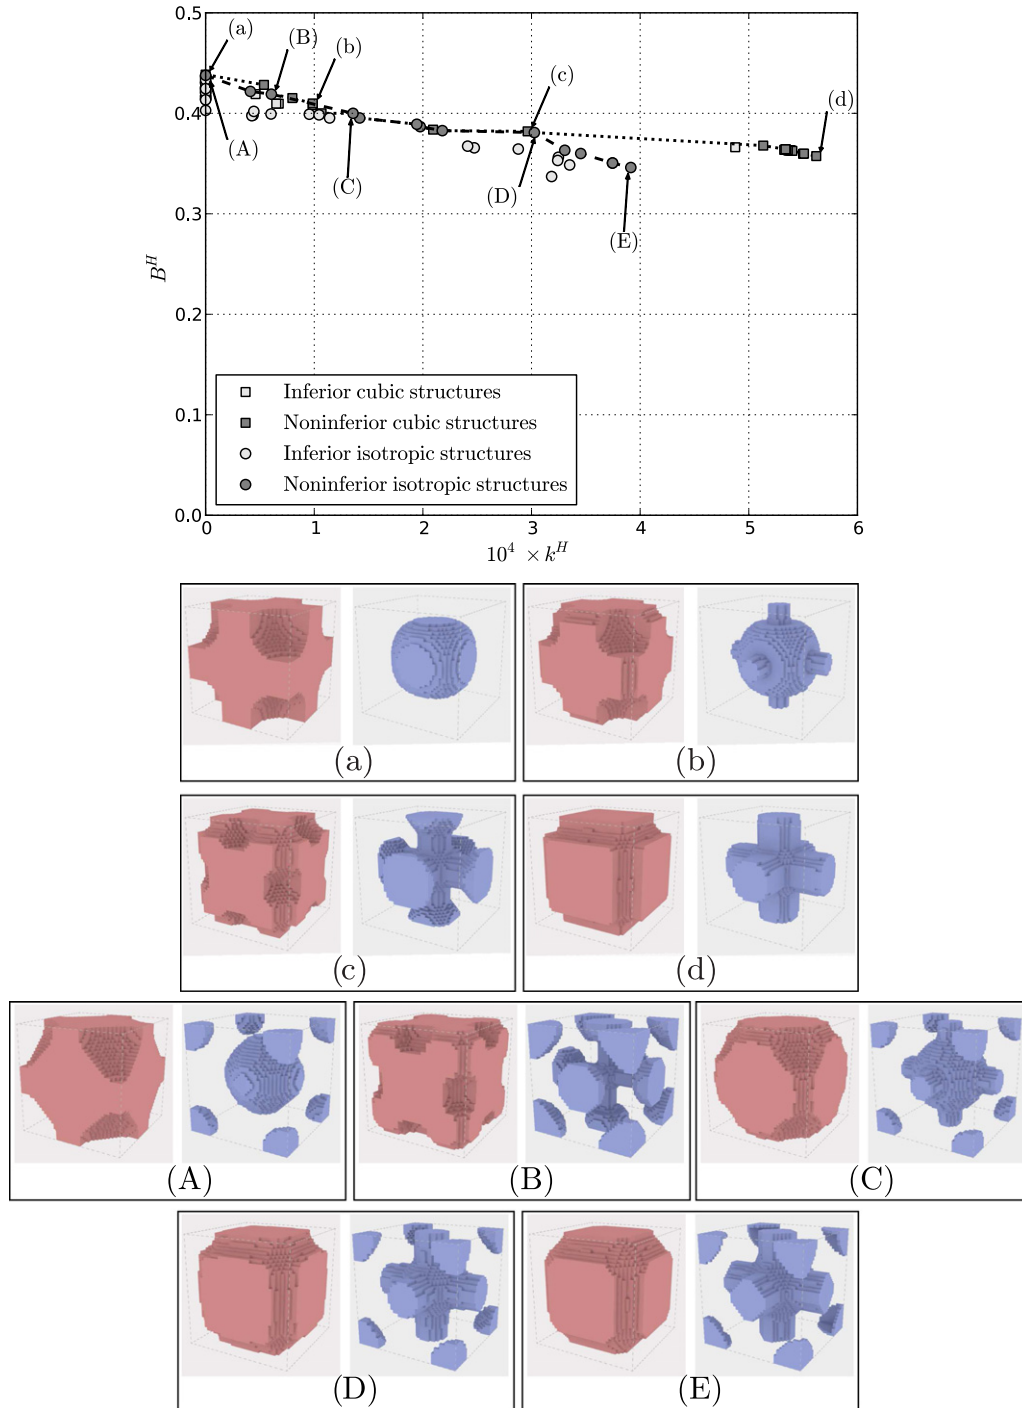 0.5
(a)
(B)
(b)
(c)
(d)
0.4
(A)
(C)
(D)
(E)
0.3
B^H
0.2
Inferior cubic structures
Noninferior cubic structures
Inferior isotropic structures
Noninferior isotropic structures
0.1
0.0
0 1 2 3 4 5 6
10^4 × k^H
(a) (b)
(c) (d)
(A) (B) (C)
(D) (E)